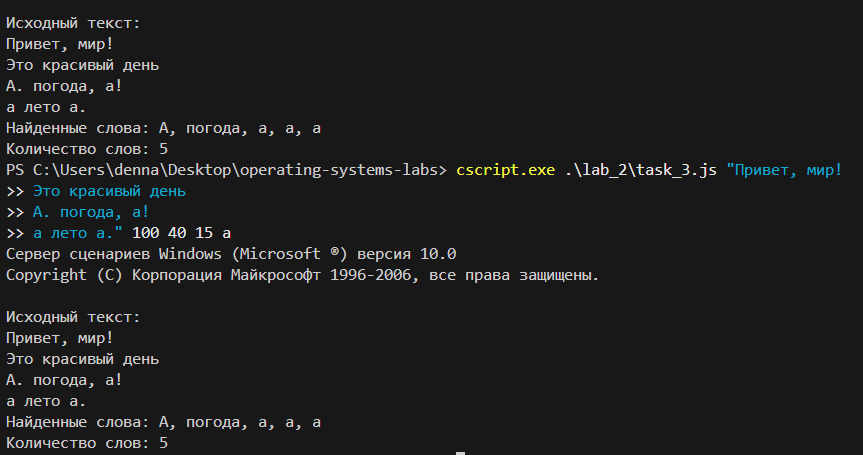 Исходный текст:
Привет, мир!
Это красивый день
А. погода, а!
а лето а.
Найденные слова: А, погода, а, а, а
Количество слов: 5
PS C:\Users\denna\Desktop\operating-systems-labs> cscript.exe .\lab_2\task_3.js "Привет, мир!
>> Это красивый день
>> А. погода, а!
>> а лето а." 100 40 15 а
Сервер сценариев Windows (Microsoft ®) версия 10.0
Copyright (C) Корпорация Майкрософт 1996-2006, все права защищены.
Исходный текст:
Привет, мир!
Это красивый день
А. погода, а!
а лето а.
Найденные слова: А, погода, а, а, а
Количество слов: 5